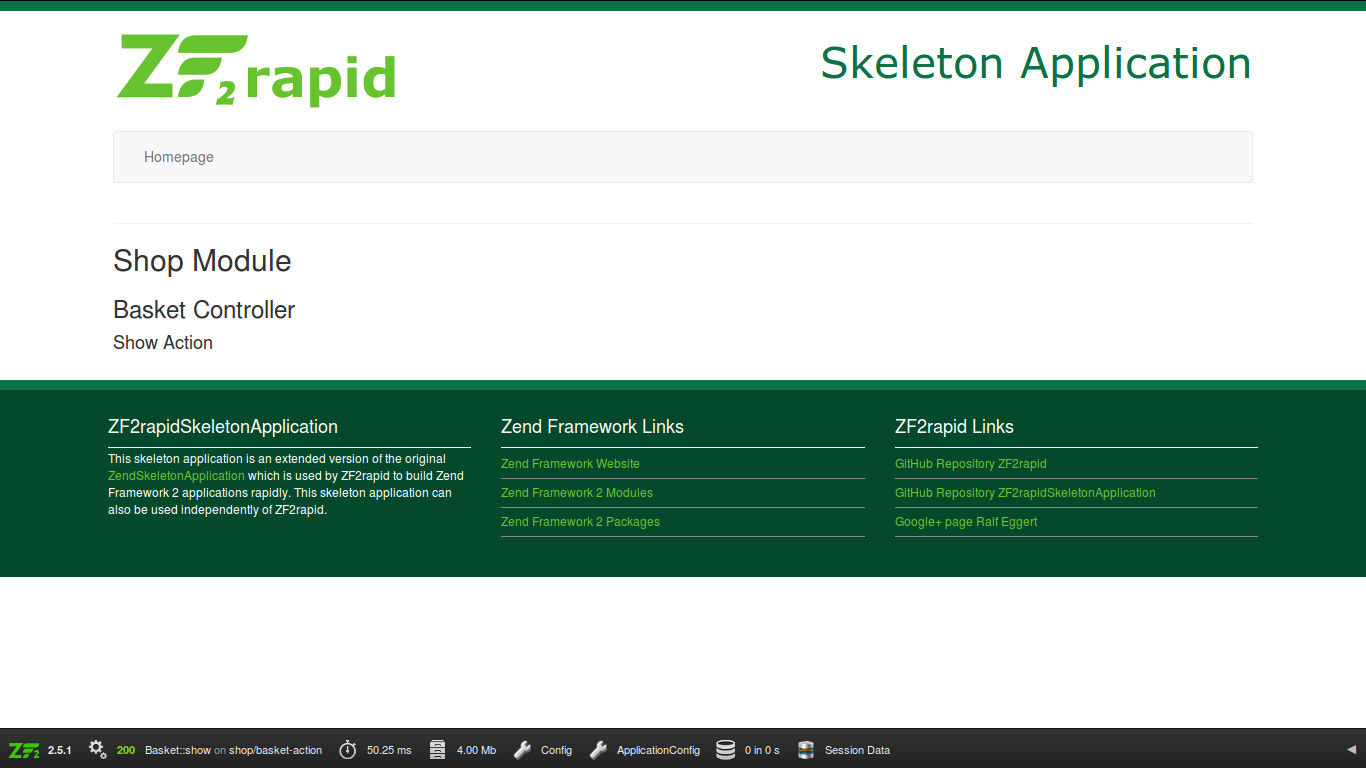 ZF2rapid
Skeleton Application
Homepage
Shop Module
Basket Controller
Show Action
ZF2rapidSkeletonApplication
This skeleton application is an extended version of the original
ZendSkeletonApplication which is used by ZF2rapid to build Zend
Framework 2 applications rapidly. This skeleton application can
also be used independently of ZF2rapid.
Zend Framework Links
Zend Framework Website
Zend Framework 2 Modules
Zend Framework 2 Packages
ZF2rapid Links
GitHub Repository ZF2rapid
GitHub Repository ZF2rapidSkeletonApplication
Google+ page Ralf Eggert
ZF2 2.5.1 200 Basket::show on shop/basket-action 50.25 ms 4.00 Mb Config ApplicationConfig 0 in 0 s Session Data